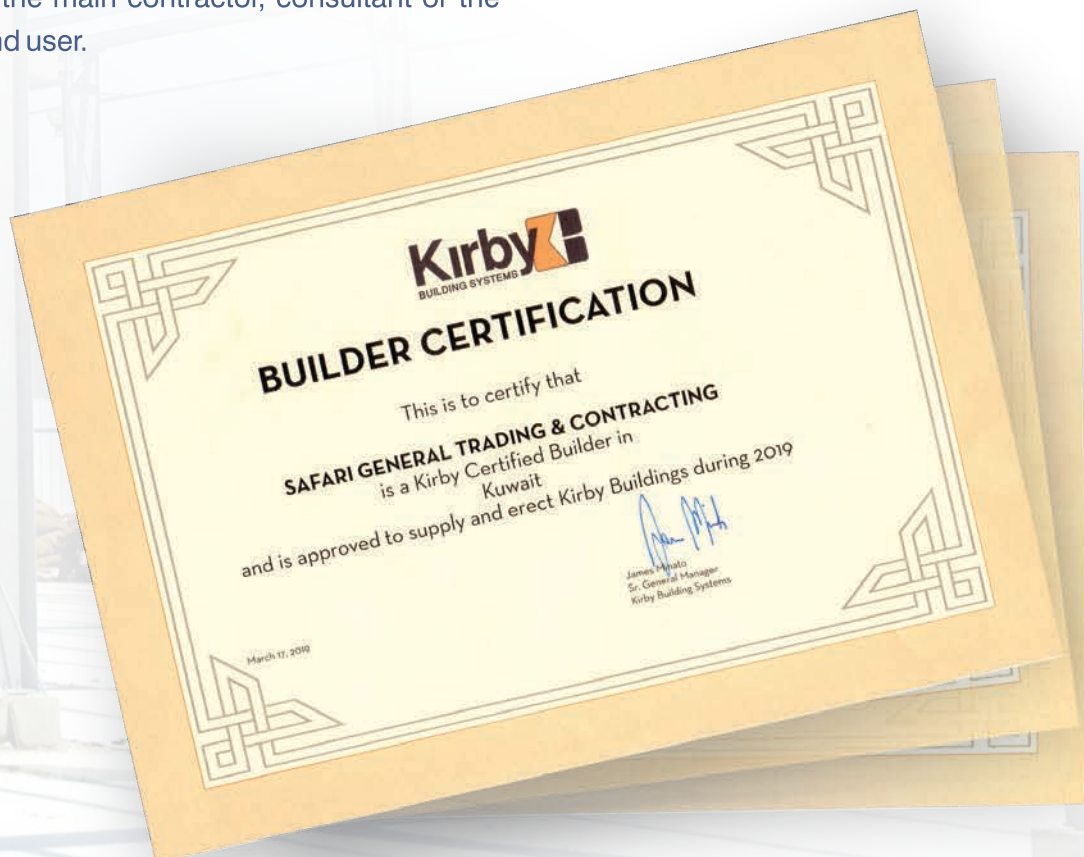 the main contractor, consultant or the
nd user.
Kirby
BUILDING SYSTEMS
BUILDER CERTIFICATION
This is to certify that
SAFARI GENERAL TRADING & CONTRACTING
is a Kirby Certified Builder in
Kuwait
and is approved to supply and erect Kirby Buildings during 2019
James Minato
Sr. General Manager
Kirby Building Systems
March 17, 2019